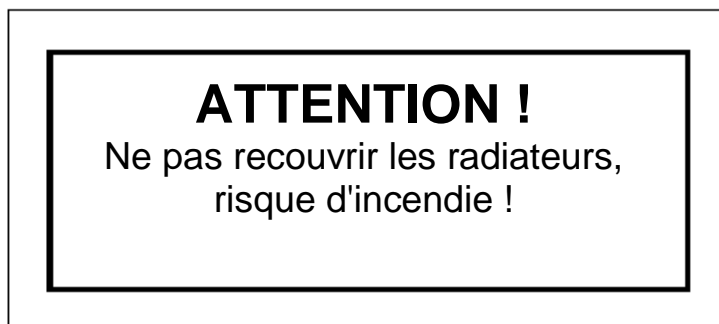 ATTENTION !
Ne pas recouvrir les radiateurs,
risque d'incendie !